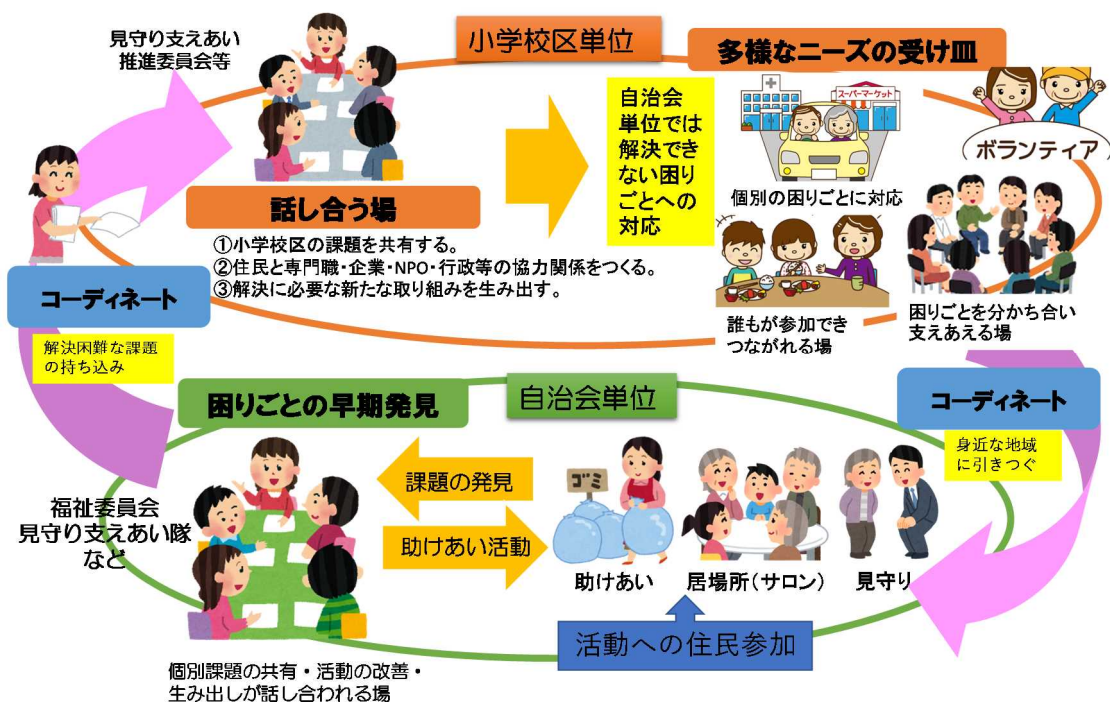 見守り支えあい
推進委員会等
小学校区単位
多様なニーズの受け皿
スーパーマーケット
自治会
単位では
解決でき
ない困り
ごとへの
対応
ボランティア
個別の困りごとに対応
話し合う場
①小学校区の課題を共有する。
②住民と専門職・企業・NPO・行政等の協力関係をつくる。
③解決に必要な新たな取り組みを生み出す。
誰もが参加でき
つながれる場
困りごとを分かち合い
支えあえる場
コーディネート
解決困難な課題
の持ち込み
困りごとの早期発見
自治会単位
コーディネート
身近な地域
に引きつぐ
福祉委員会
見守り支えあい隊
など
課題の発見
助けあい活動
ゴミ
助けあい
居場所(サロン)
見守り
活動への住民参加
個別課題の共有・活動の改善・
生み出しが話し合われる場